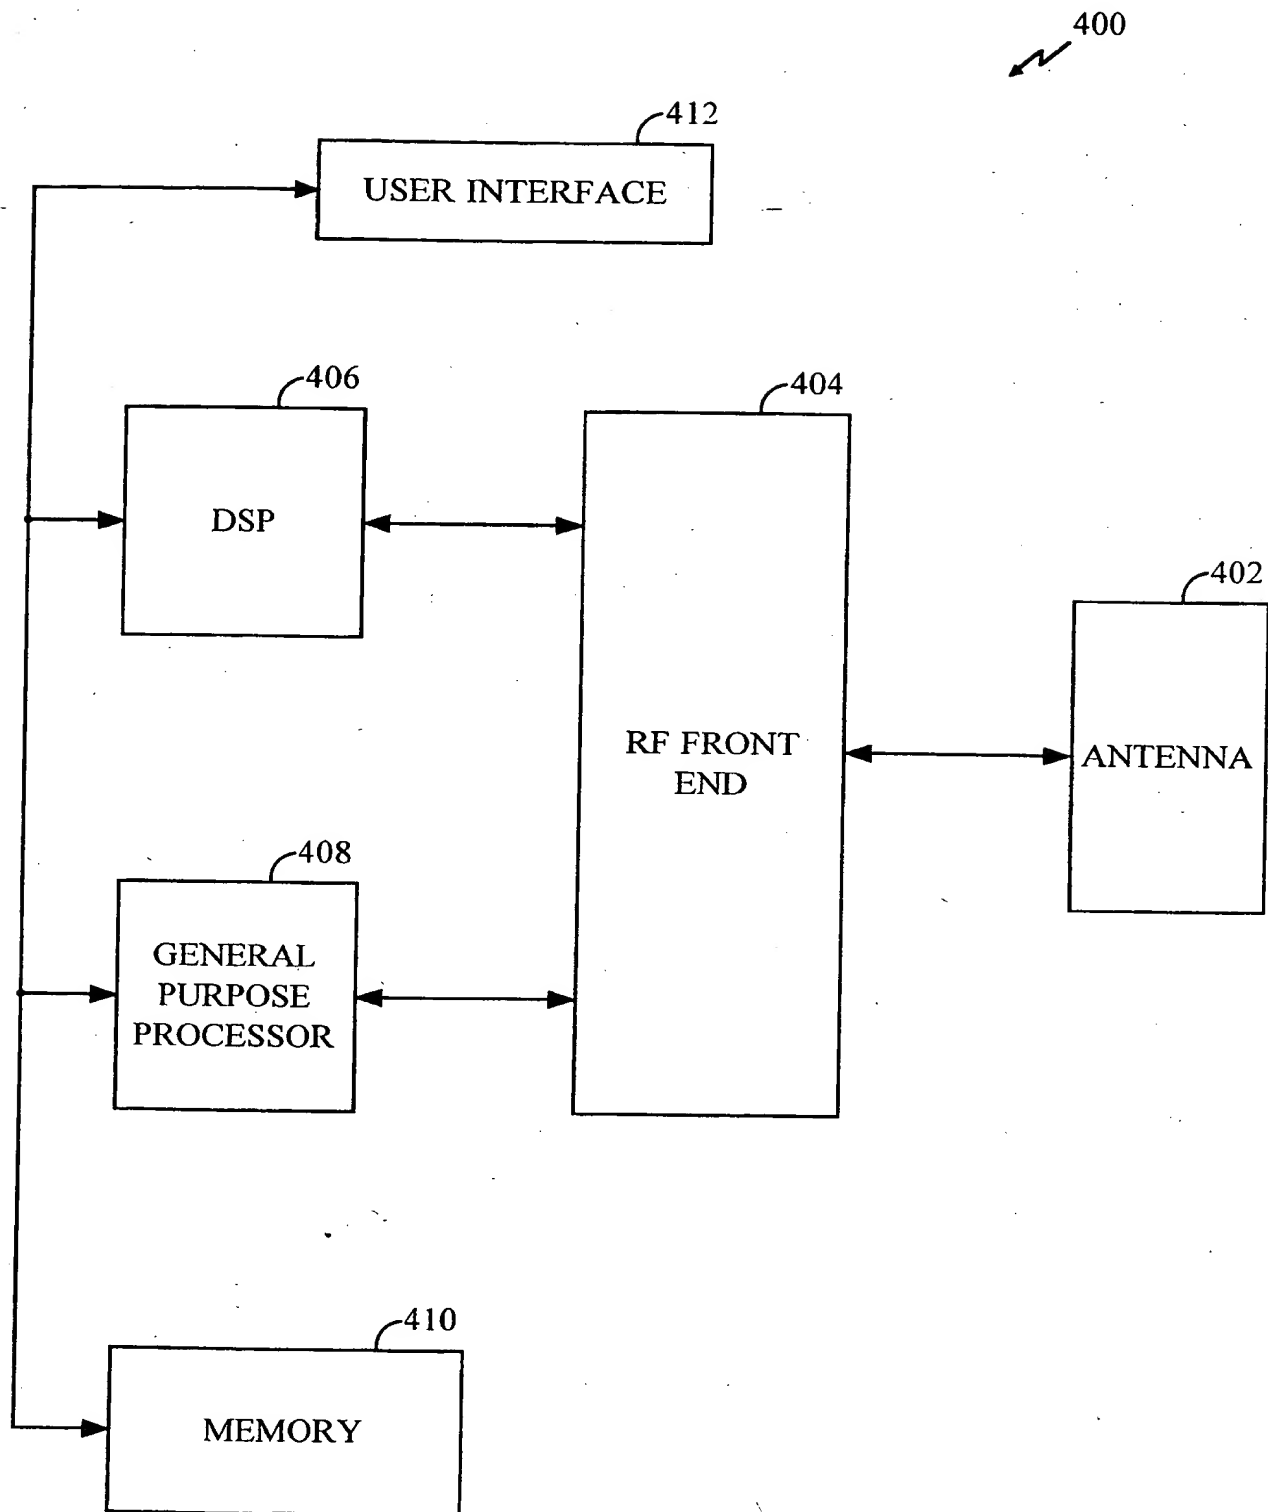 400
412
USER INTERFACE
406
404
DSP
402
RF FRONT
END
ANTENNA
408
GENERAL
PURPOSE
PROCESSOR
410
MEMORY